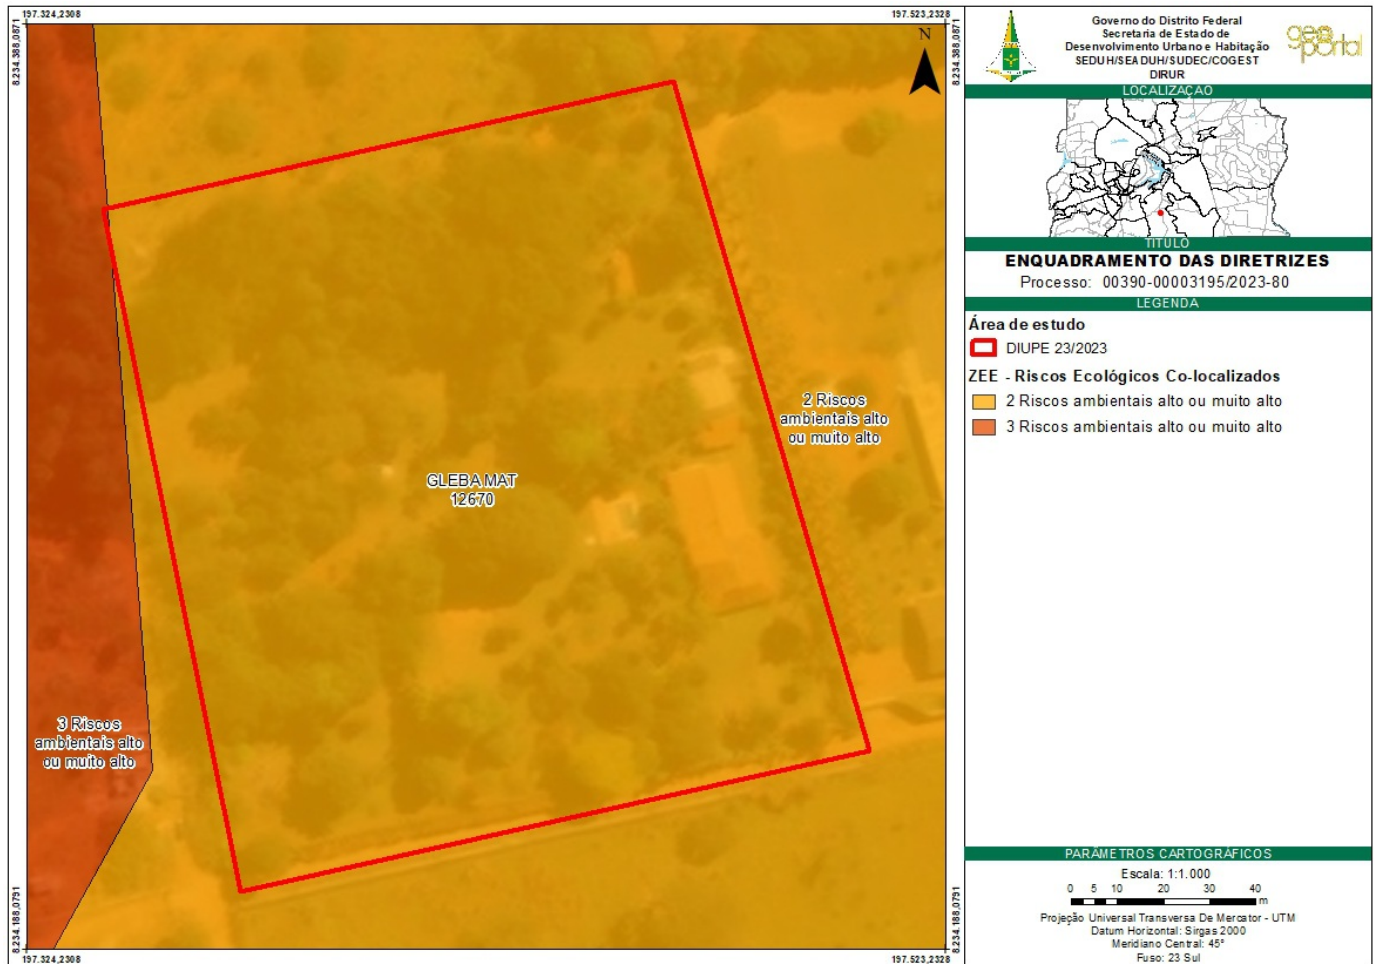 197.324,2308
197.523,2328
8.234.388,0871
8.234.388,0871
N
2 Riscos
ambientais alto
ou muito alto
GLEBA MAT
12670
3 Riscos
ambientais alto
ou muito alto
8.234.188,0791
8.234.188,0791
197.324,2308
197.523,2328
Governo do Distrito Federal
Secretaria de Estado de
Desenvolvimento Urbano e Habitação
SEDUH/SEADUH/SUDEC/COGEST
DIRUR
geo
portal
LOCALIZAÇÃO
TÍTULO
ENQUADRAMENTO DAS DIRETRIZES
Processo: 00390-00003195/2023-80
LEGENDA
Área de estudo
DIUPE 23/2023
ZEE - Riscos Ecológicos Co-localizados
2 Riscos ambientais alto ou muito alto
3 Riscos ambientais alto ou muito alto
PARÂMETROS CARTOGRÁFICOS
Escala: 1:1.000
0 5 10 20 30 40
m
Projeção Universal Transversa De Mercator - UTM
Datum Horizontal: Sirgas 2000
Meridiano Central: 45°
Fuso: 23 Sul